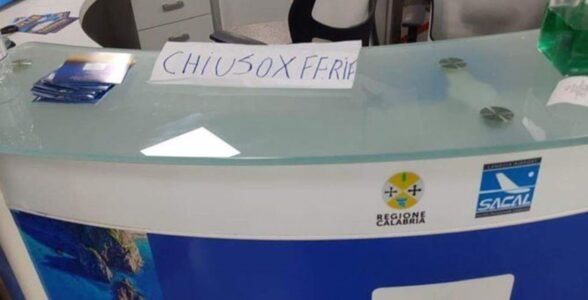 CHIUSO X FERIE
REGIONE
CALABRIA
SACAL